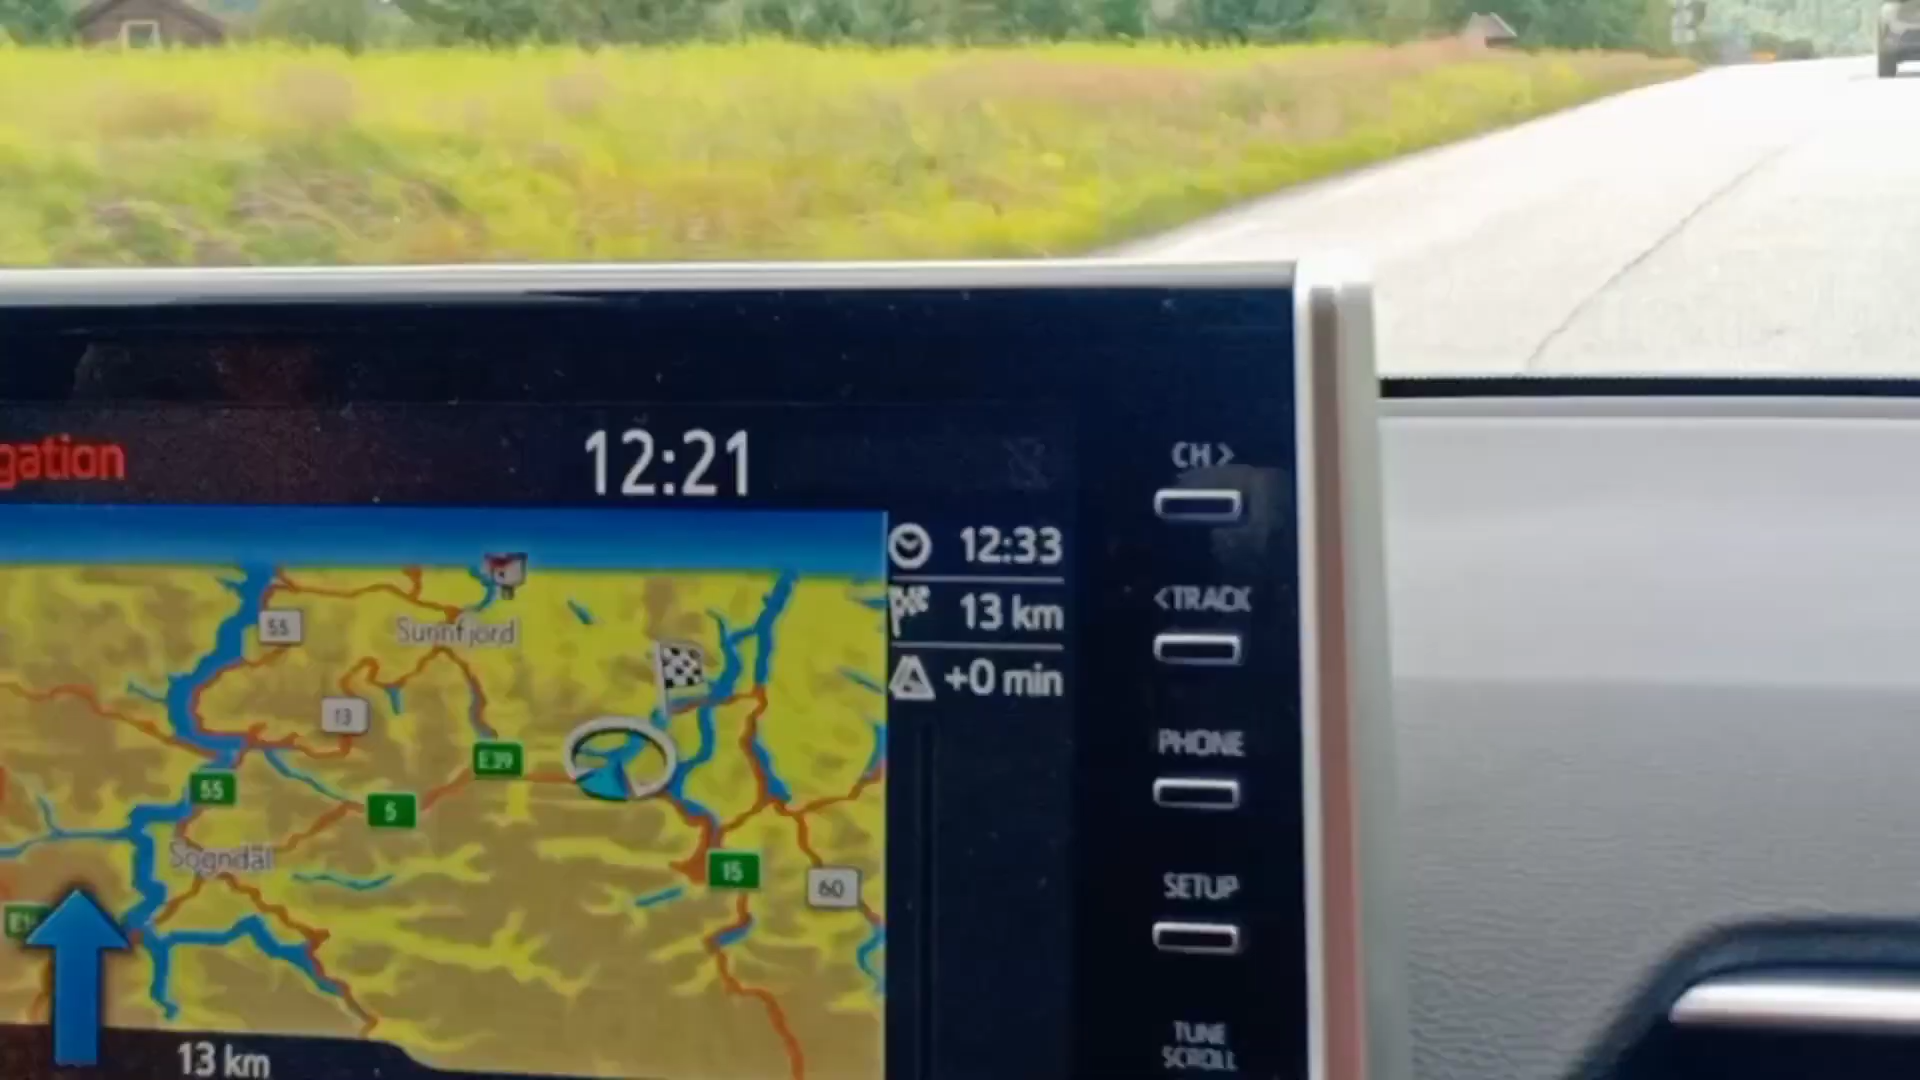 gation
12:21
CH>
12:33
13 km
+0 min
<TRACK
PHONE
SETUP
TUNE
SCROLL
55
Sunnfjord
13
E39
55
5
Sogndal
15
60
13 km